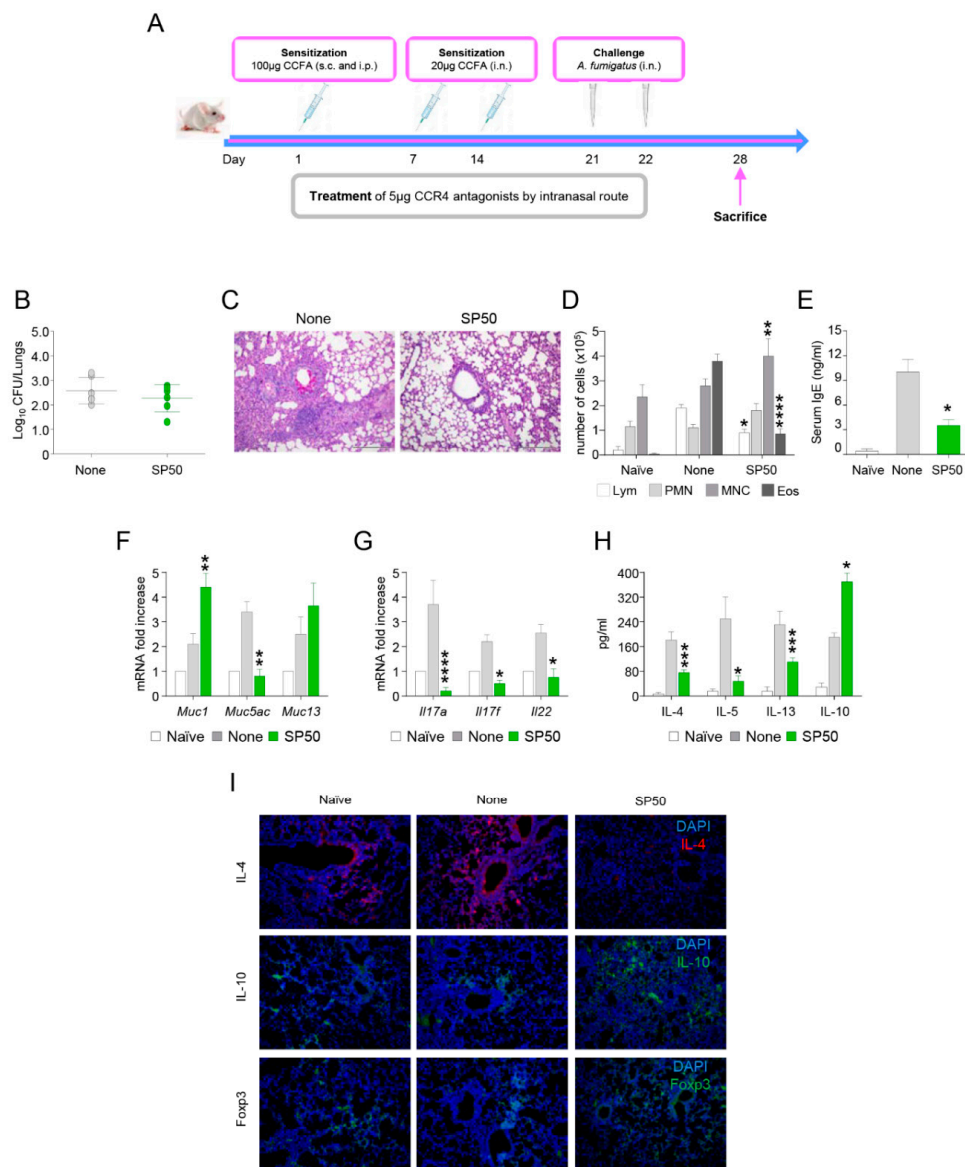 A
Sensitization
100µg CCFA (s.c. and i.p.)
Sensitization
20µg CCFA (i.n.)
Challenge
A. fumigatus (i.n.)
Day 1 7 14 21 22 28
Treatment of 5µg CCR4 antagonists by intranasal route
Sacrifice
B
Log10 CFU/Lungs
5.0
4.0
3.0
2.0
1.0
0.0
None SP50
C
None SP50
D
number of cells (x10⁵)
5
4
3
2
1
0
* ** ****
Naïve None SP50
Lym PMN MNC Eos
E
Serum IgE (ng/ml)
15
12
9
6
3
0
*
Naïve None SP50
F
mRNA fold increase
5
4
3
2
1
0
** **
Muc1 Muc5ac Muc13
Naïve None SP50
G
mRNA fold increase
5
4
3
2
1
0
**** * *
Il17a Il17f Il22
Naïve None SP50
H
pg/ml
400
320
240
160
80
0
*** * *** *
IL-4 IL-5 IL-13 IL-10
Naïve None SP50
I
Naïve None SP50
IL-4
DAPI
IL-4
IL-10
DAPI
IL-10
Foxp3
DAPI
Foxp3